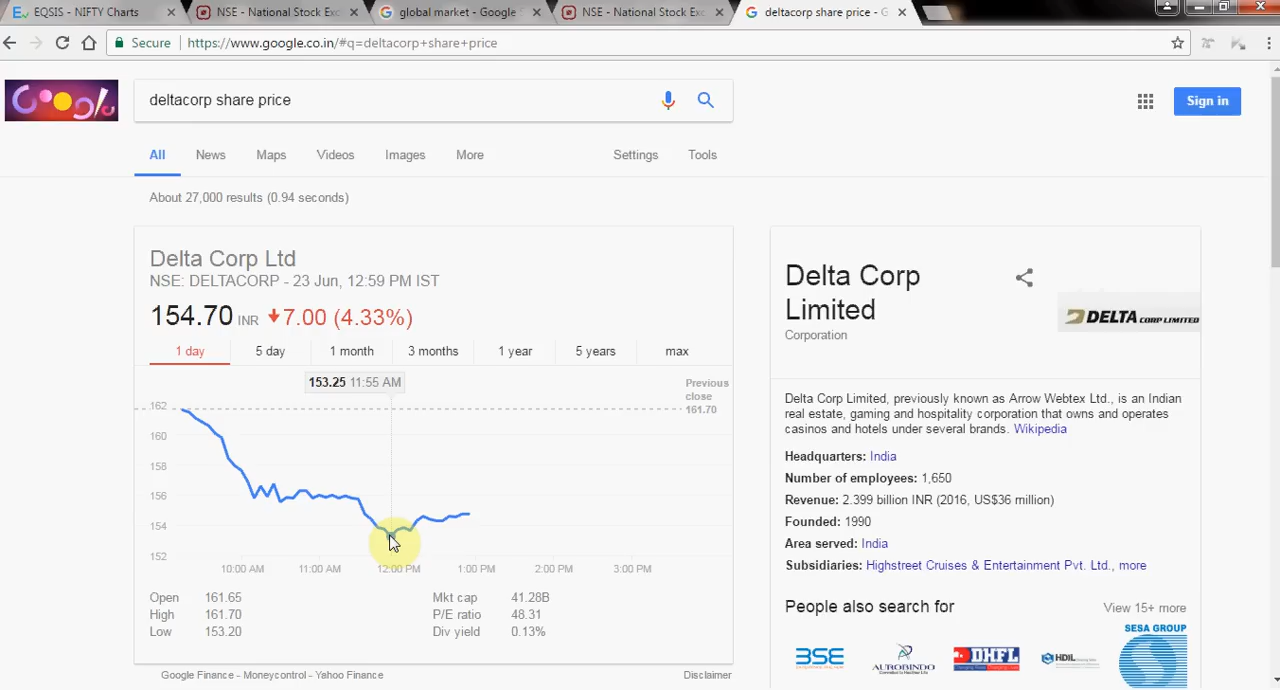 EQSIS - NIFTY Charts
NSE - National Stock Exc
global market - Google
NSE - National Stock Exc
deltacorp share price - G
Secure
https://www.google.co.in/#q=deltacorp+share+price
Google
deltacorp share price
Sign in
All
News
Maps
Videos
Images
More
Settings
Tools
About 27,000 results (0.94 seconds)
Delta Corp Ltd
NSE: DELTACORP - 23 Jun, 12:59 PM IST
154.70 INR 7.00 (4.33%)
1 day
5 day
1 month
3 months
1 year
5 years
max
153.25 11:55 AM
Previous
close
161.70
162
160
158
156
154
152
10:00 AM
11:00 AM
12:00 PM
1:00 PM
2:00 PM
3:00 PM
Open 161.65
High 161.70
Low 153.20
Mkt cap 41.28B
P/E ratio 48.31
Div yield 0.13%
Google Finance - Yahoo
Disclaimer
Delta Corp
Limited
Corporation
DELTA CORP LIMITED
Delta Corp Limited, previously known as Arrow Webtex Ltd., is an Indian
real estate, gaming and hospitality corporation that owns and operates
casinos and hotels under several brands. Wikipedia
Headquarters: India
Number of employees: 1,650
Revenue: 2.399 billion INR (2016, US$36 million)
Founded: 1990
Area served: India
Subsidiaries: Highstreet Cruises & Entertainment Pvt. Ltd., more
People also search for
View 15+ more
BSE
AUROBINDO
DHFL
HDIL
SESA GROUP